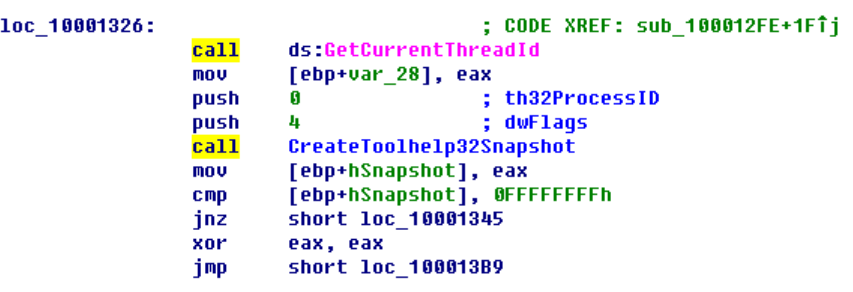 loc_10001326: ; CODE XREF: sub_100012FE+1F↑j
call ds:GetCurrentThreadId
mov [ebp+var_28], eax
push 0 ; th32ProcessID
push 4 ; dwFlags
call CreateToolhelp32Snapshot
mov [ebp+hSnapshot], eax
cmp [ebp+hSnapshot], 0FFFFFFFFh
jnz short loc_10001345
xor eax, eax
jmp short loc_100013B9